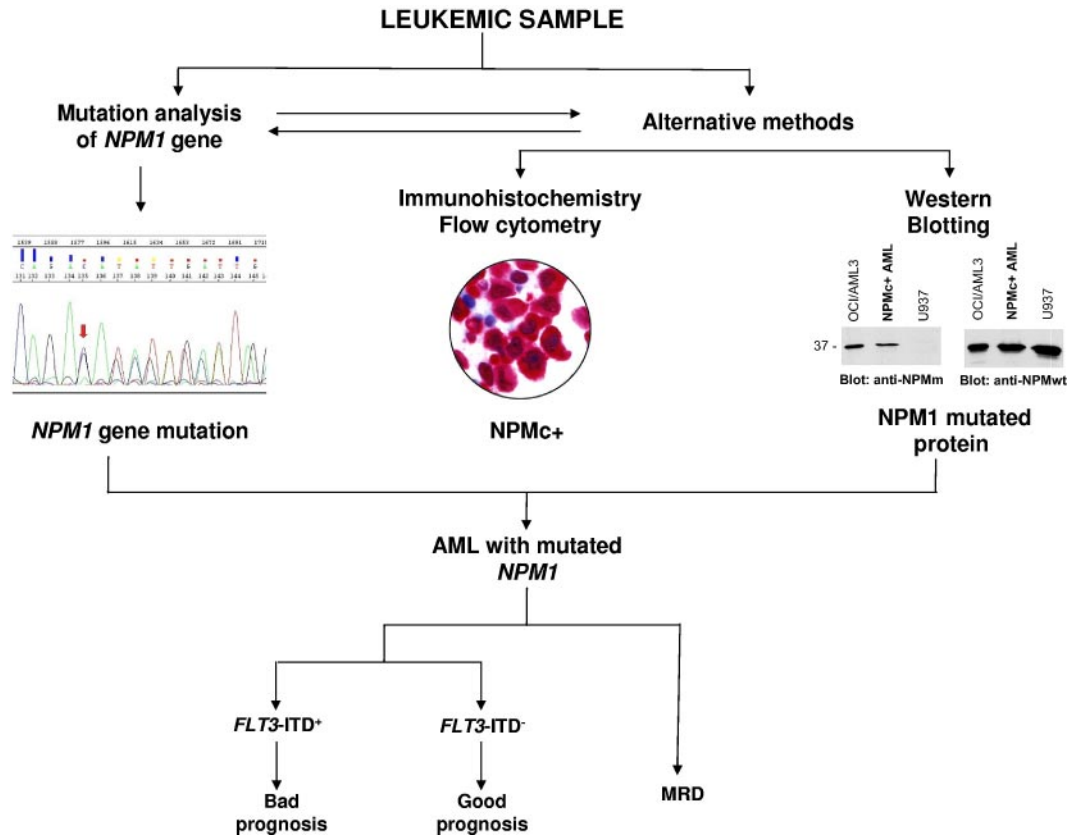 LEUKEMIC SAMPLE
Mutation analysis
of NPM1 gene
Alternative methods
Immunohistochemistry
Flow cytometry
Western
Blotting
OCI/AML3
NPMc+ AML
U937
OCI/AML3
NPMc+ AML
U937
37 -
Blot: anti-NPMm
Blot: anti-NPMwt
NPM1 gene mutation
NPMc+
NPM1 mutated
protein
AML with mutated
NPM1
FLT3-ITD+
FLT3-ITD-
MRD
Bad
prognosis
Good
prognosis